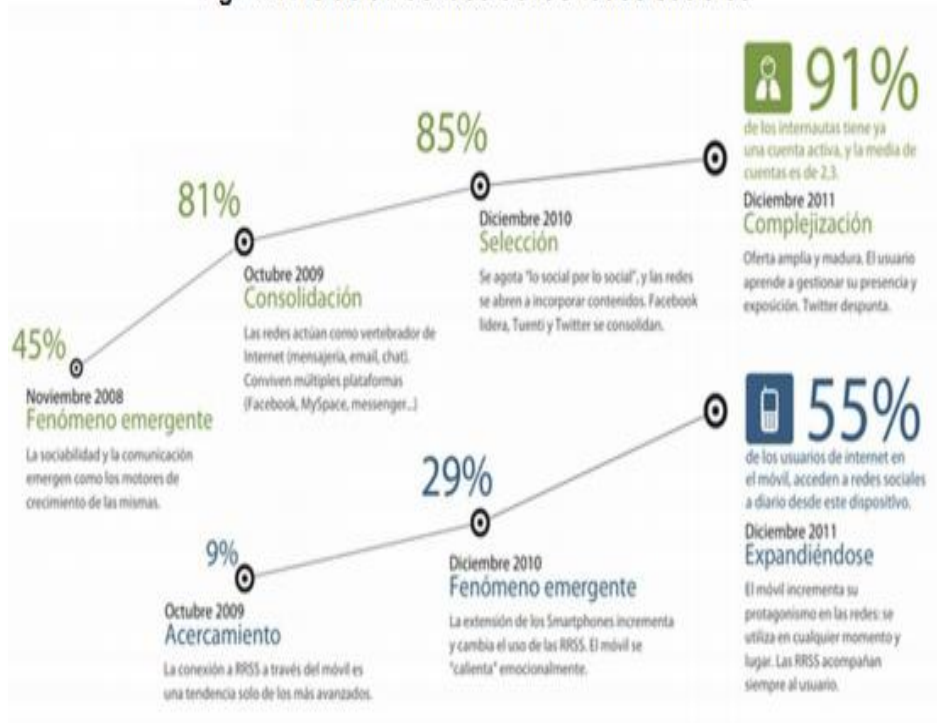 45%
Noviembre 2008
Fenómeno emergente
La sociabilidad y la comunicación
emergen como los motores de
crecimiento de las mismas.
81%
Octubre 2009
Consolidación
Las redes actúan como vertebrador de
Internet (mensajería, email, chat).
Conviven múltiples plataformas
(Facebook, MySpace, messenger...)
85%
Diciembre 2010
Selección
Se agota "lo social por lo social", y las redes
se abren a incorporar contenidos. Facebook
lidera, Tuenti y Twitter se consolidan.
91%
de los internautas tiene ya
una cuenta activa, y la media de
cuentas es de 2,3.
Diciembre 2011
Complejización
Oferta amplia y madura. El usuario
aprende a gestionar su presencia y
exposición. Twitter despunta.
9%
Octubre 2009
Acercamiento
La conexión a RRSS a través del móvil es
una tendencia solo de los más avanzados.
29%
Diciembre 2010
Fenómeno emergente
La extensión de los Smartphones incrementa
y cambia el uso de las RRSS. El móvil se
"calienta" emocionalmente.
55%
de los usuarios de internet en
el móvil, acceden a redes sociales
a diario desde este dispositivo.
Diciembre 2011
Expandiéndose
El móvil incrementa su
protagonismo en las redes: se
utiliza en cualquier momento y
lugar. Las RRSS acompañan
siempre al usuario.